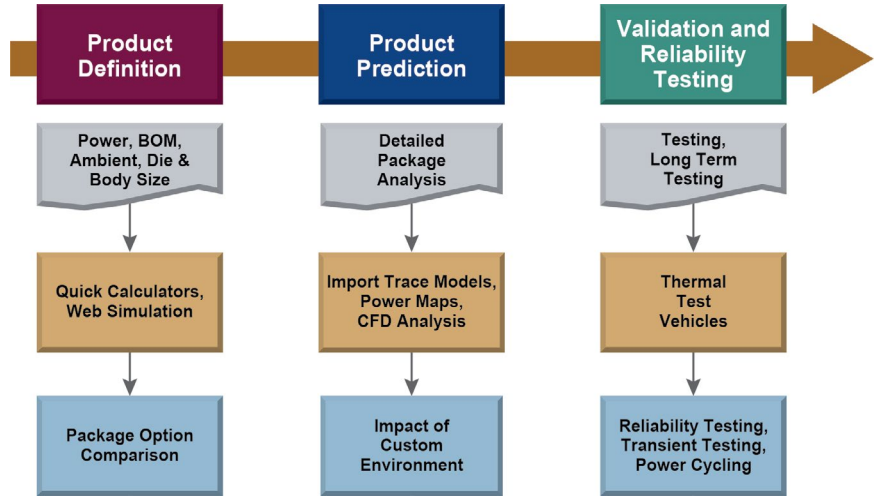 Product
Definition
Product
Prediction
Validation and
Reliability
Testing
Power, BOM,
Ambient, Die &
Body Size
Detailed
Package
Analysis
Testing,
Long Term
Testing
Quick Calculators,
Web Simulation
Import Trace Models,
Power Maps,
CFD Analysis
Thermal
Test
Vehicles
Package Option
Comparison
Impact of
Custom
Environment
Reliability Testing,
Transient Testing,
Power Cycling